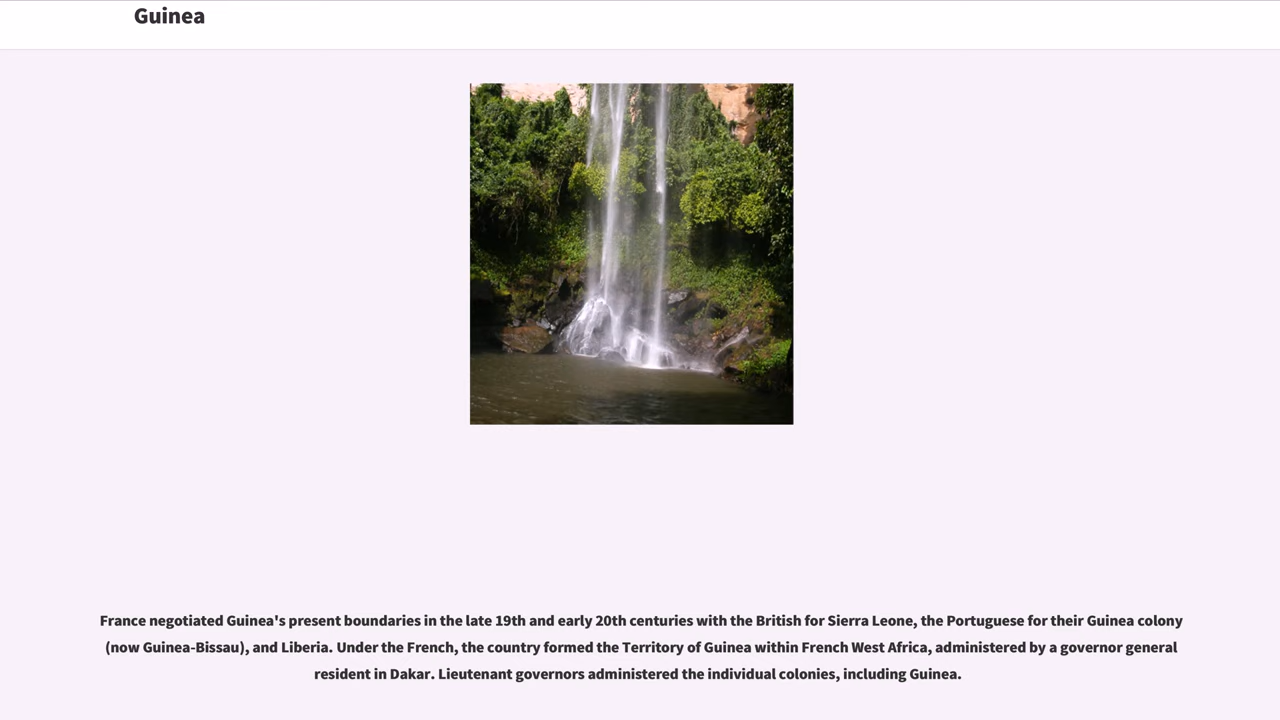 Guinea
France negotiated Guinea's present boundaries in the late 19th and early 20th centuries with the British for Sierra Leone, the Portuguese for their Guinea colony
(now Guinea-Bissau), and Liberia. Under the French, the country formed the Territory of Guinea within French West Africa, administered by a governor general
resident in Dakar. Lieutenant governors administered the individual colonies, including Guinea.